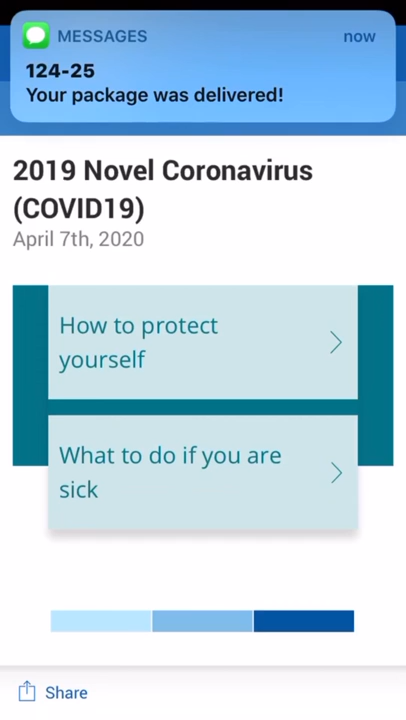 MESSAGES now
124-25
Your package was delivered!
2019 Novel Coronavirus
(COVID19)
April 7th, 2020
How to protect
yourself
What to do if you are
sick
Share